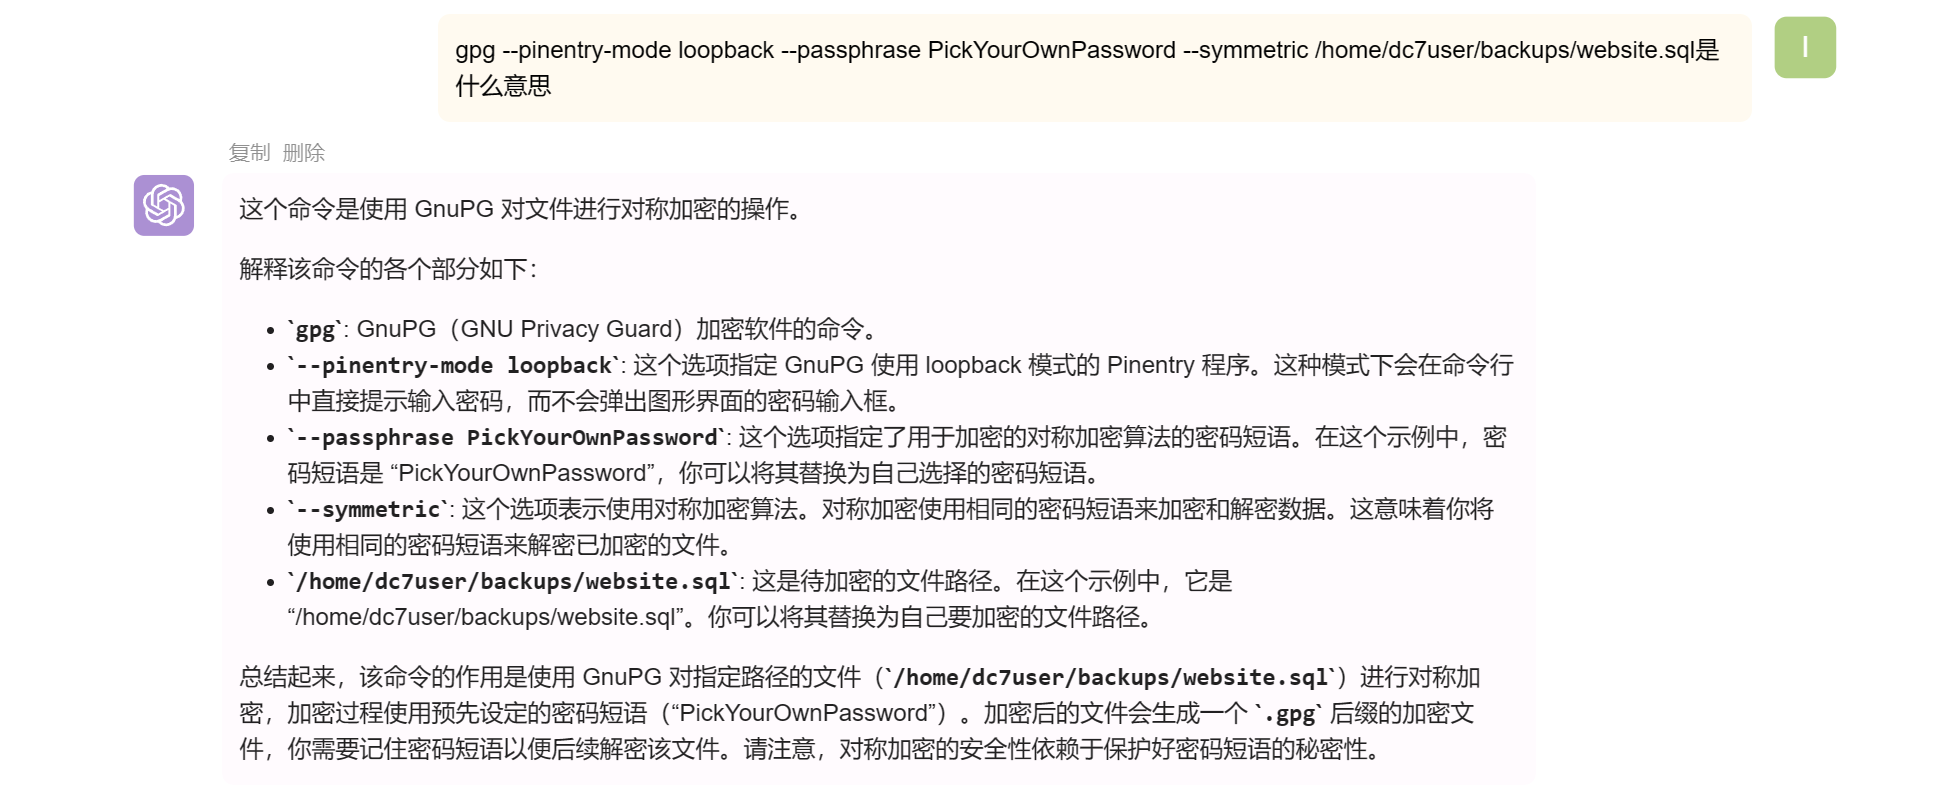 gpg --pinentry-mode loopback --passphrase PickYourOwnPassword --symmetric /home/dc7user/backups/website.sql是
什么意思
I
复制 删除
这个命令是使用 GnuPG 对文件进行对称加密的操作。
解释该命令的各个部分如下：
• `gpg`: GnuPG（GNU Privacy Guard）加密软件的命令。
• `--pinentry-mode loopback`: 这个选项指定 GnuPG 使用 loopback 模式的 Pinentry 程序。这种模式下会在命令行
中直接提示输入密码，而不会弹出图形界面的密码输入框。
• `--passphrase PickYourOwnPassword`: 这个选项指定了用于加密的对称加密算法的密码短语。在这个示例中，密
码短语是 “PickYourOwnPassword”，你可以将其替换为自己选择的密码短语。
• `--symmetric`: 这个选项表示使用对称加密算法。对称加密使用相同的密码短语来加密和解密数据。这意味着你将
使用相同的密码短语来解密已加密的文件。
• `/home/dc7user/backups/website.sql`: 这是待加密的文件路径。在这个示例中，它是
“/home/dc7user/backups/website.sql”。你可以将其替换为自己要加密的文件路径。
总结起来，该命令的作用是使用 GnuPG 对指定路径的文件（`/home/dc7user/backups/website.sql`）进行对称加
密，加密过程使用预先设定的密码短语（“PickYourOwnPassword”）。加密后的文件会生成一个 `.gpg` 后缀的加密文
件，你需要记住密码短语以便后续解密该文件。请注意，对称加密的安全性依赖于保护好密码短语的秘密性。